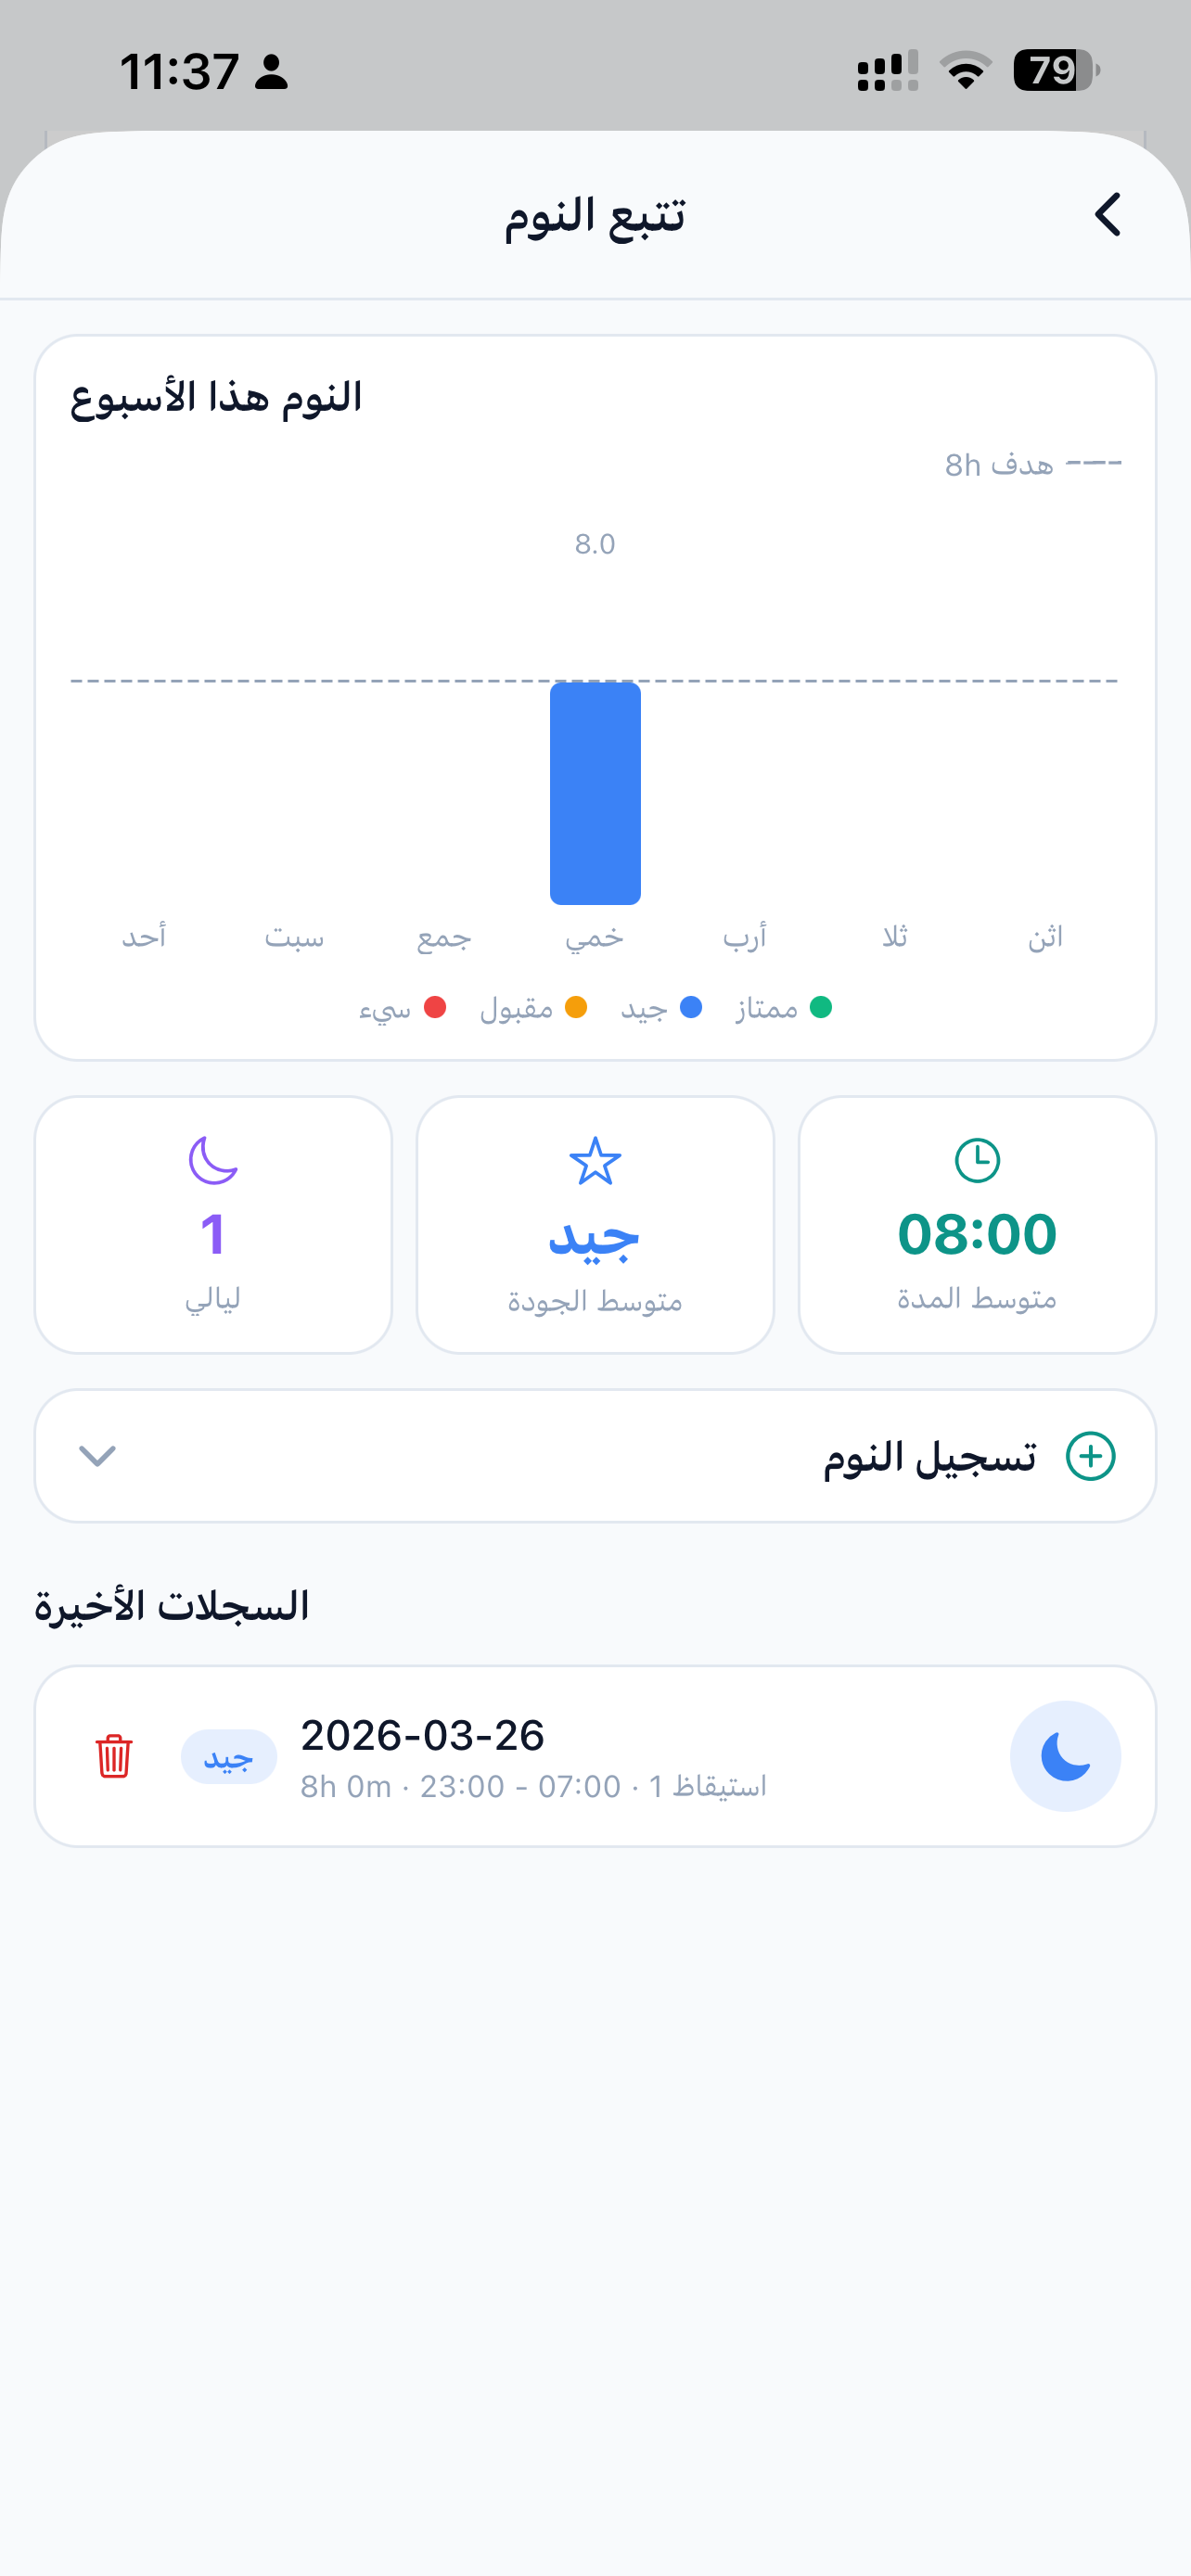 11:37
79
تتبع النوم
النوم هذا الأسبوع
هدف 8h
8.0
اثن ثلا أرب خمي جمع سبت أحد
ممتاز جيد مقبول سيء
08:00
متوسط المدة
جيد
متوسط الجودة
1
ليالي
تسجيل النوم
السجلات الأخيرة
2026-03-26
8h 0m · 23:00 - 07:00 · 1 استيقاظ
جيد